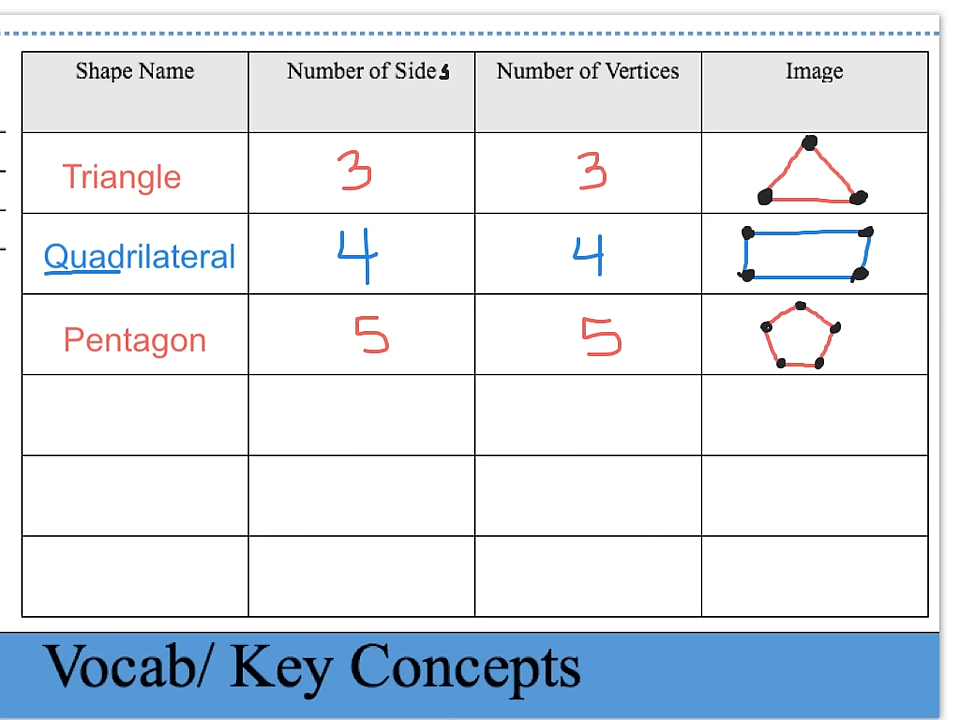 Shape Name Number of Sides Number of Vertices Image
Triangle 3 3
Quadrilateral 4 4
Pentagon 5 5
Vocab/ Key Concepts